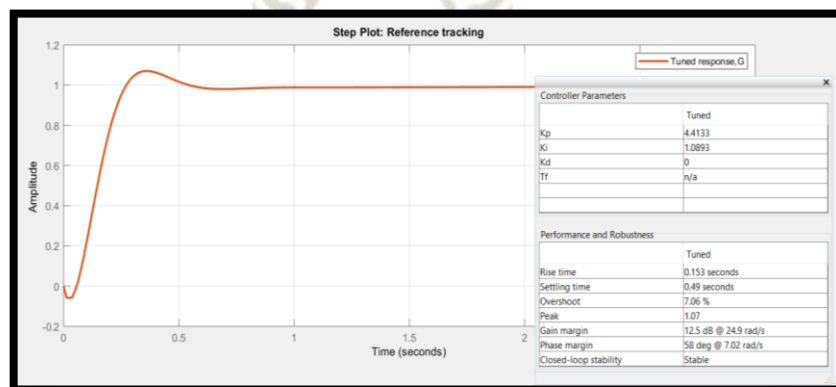 Step Plot: Reference tracking
1.2
1
0.8
0.6
0.4
0.2
0
-0.2
Amplitude
0
0.5
1
1.5
2
Time (seconds)
Tuned response,G
x
Controller Parameters
Tuned
Kp 4.4133
Ki 1.0893
Kd 0
Tf n/a
Performance and Robustness
Tuned
Rise time 0.153 seconds
Settling time 0.49 seconds
Overshoot 7.06 %
Peak 1.07
Gain margin 12.5 dB @ 24.9 rad/s
Phase margin 58 deg @ 7.02 rad/s
Closed-loop stability Stable